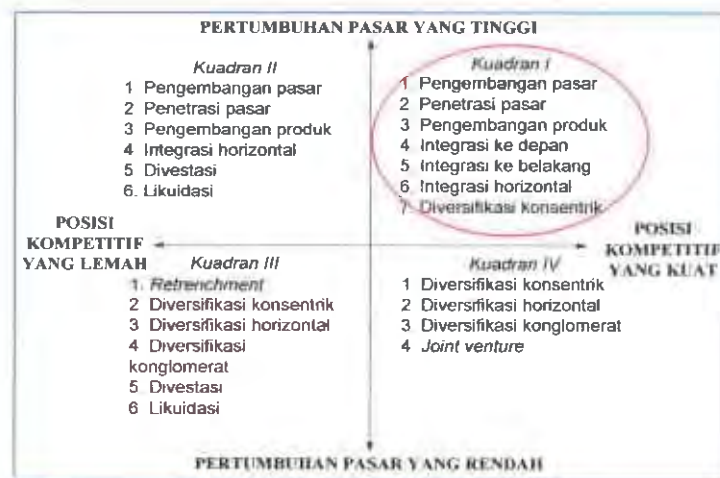 PERTUMBUHAN PASAR YANG TINGGI
Kuadran II
1 Pengembangan pasar
2 Penetrasi pasar
3 Pengembangan produk
4 Integrasi horizontal
5 Divestasi
6. Likuidasi
Kuadran I
1 Pengembangan pasar
2 Penetrasi pasar
3 Pengembangan produk
4 Integrasi ke depan
5 Integrasi ke belakang
6 Integrasi horizontal
7 Diversifikasi konsentrik
POSISI
KOMPETITIF
YANG LEMAH
POSISI
KOMPETITIF
YANG KUAT
Kuadran III
1. Retrenchment
2 Diversifikasi konsentrik
3 Diversifikasi horizontal
4 Diversifikasi
konglomerat
5 Divestasi
6 Likuidasi
Kuadran IV
1 Diversifikasi konsentrik
2 Diversifikasi horizontal
3 Diversifikasi konglomerat
4 Joint venture
PERTUMBUHAN PASAR YANG RENDAH